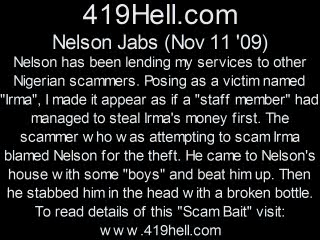 419Hell.com
Nelson Jabs (Nov 11 '09)
Nelson has been lending my services to other
Nigerian scammers. Posing as a victim named
"Irma", I made it appear as if a "staff member" had
managed to steal Irma's money first. The
scammer who was attempting to scam Irma
blamed Nelson for the theft. He came to Nelson's
house with some "boys" and beat him up. Then
he stabbed him in the head with a broken bottle.
To read details of this "Scam Bait" visit:
www.419hell.com